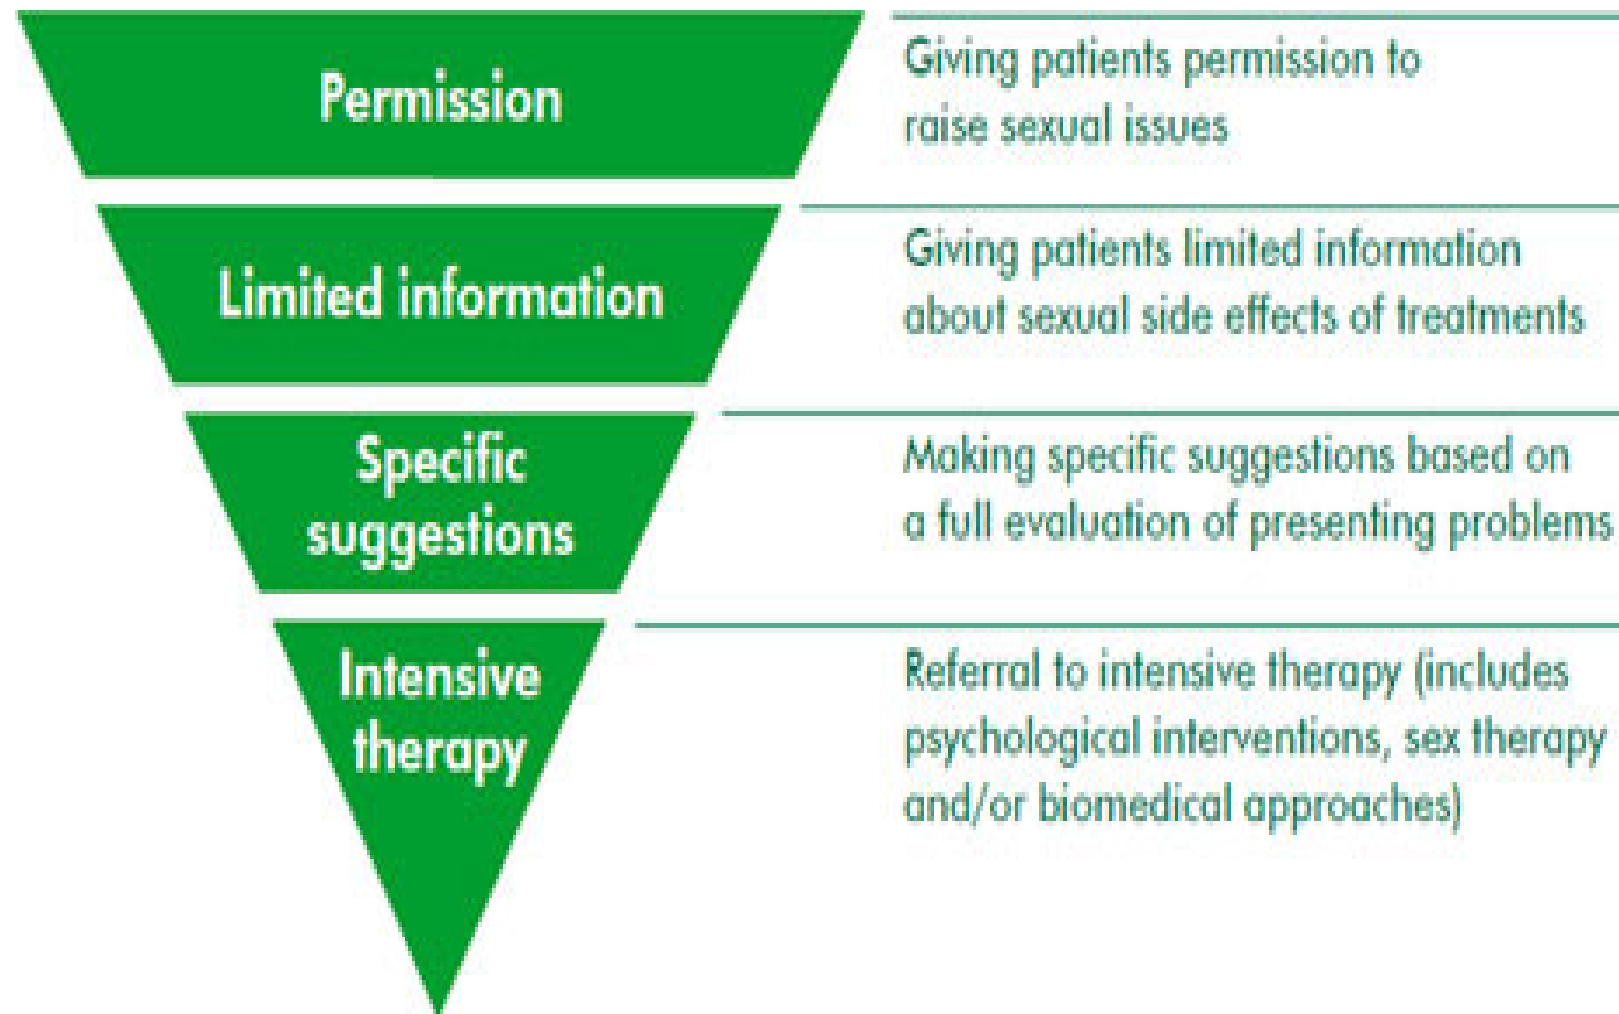 Permission
Giving patients permission to
raise sexual issues
Limited information
Giving patients limited information
about sexual side effects of treatments
Specific
suggestions
Making specific suggestions based on
a full evaluation of presenting problems
Intensive
therapy
Referral to intensive therapy (includes
psychological interventions, sex therapy
and/or biomedical approaches)